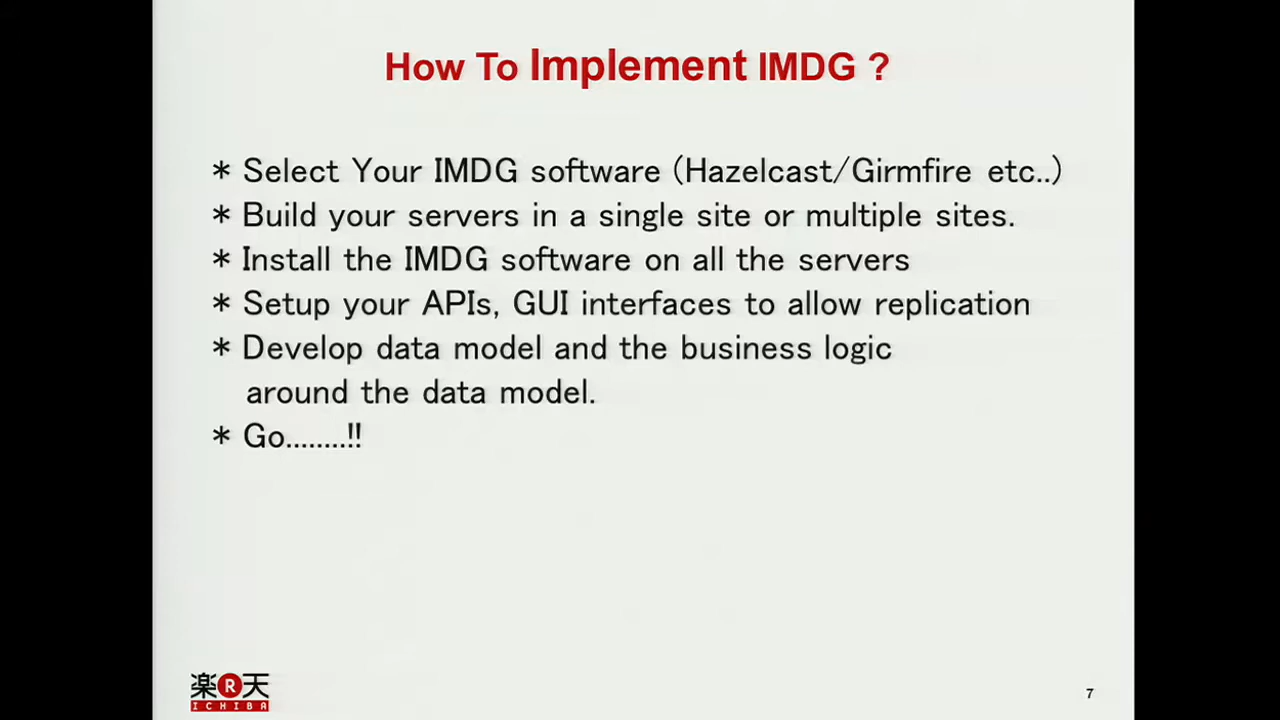 How To Implement IMDG ?
* Select Your IMDG software (Hazelcast/Girmfire etc..)
* Build your servers in a single site or multiple sites.
* Install the IMDG software on all the servers
* Setup your APIs, GUI interfaces to allow replication
* Develop data model and the business logic
around the data model.
* Go........!!
楽R天
ICHIBA
7